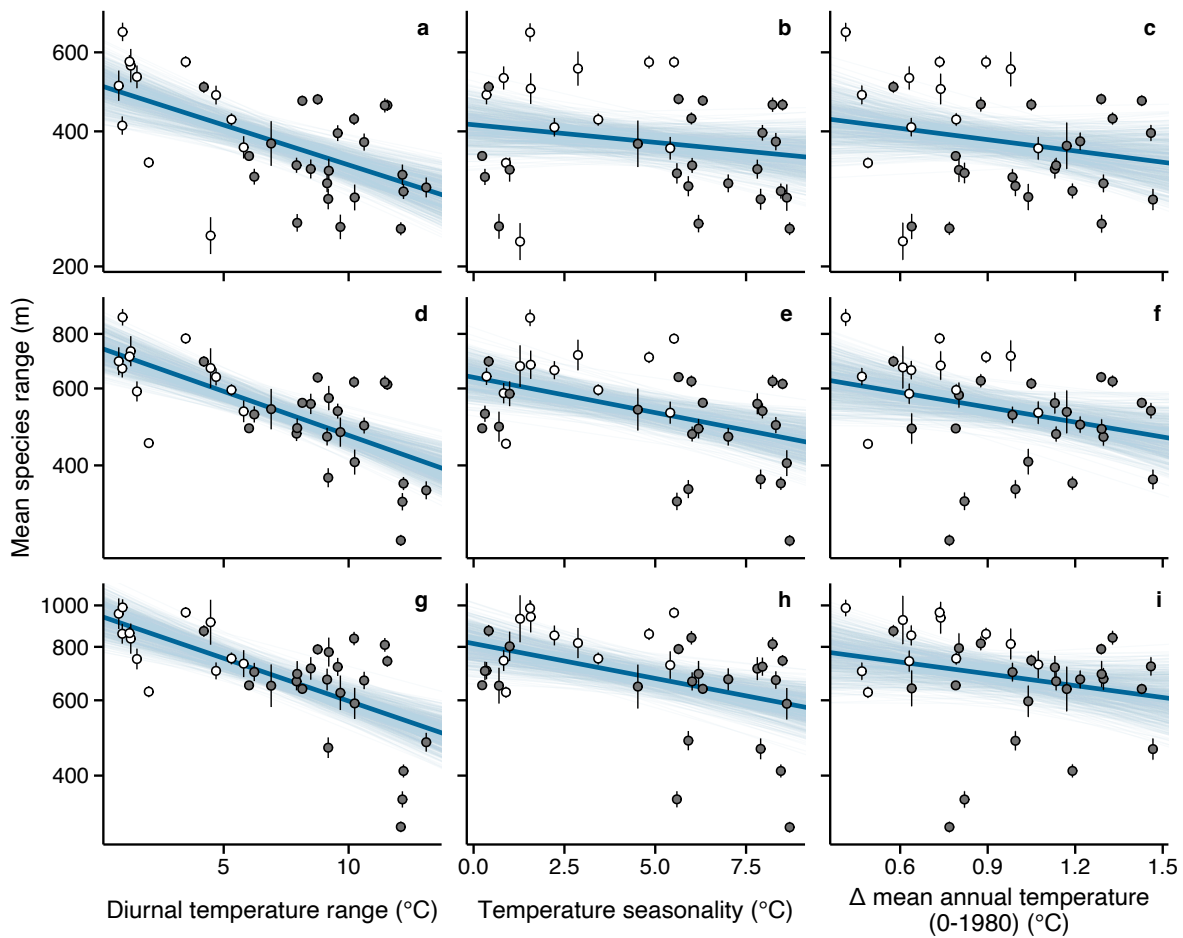 a
b
c
600
400
200
d
e
f
800
600
400
Mean species range (m)
g
h
i
1000
800
600
400
5
10
0.0
2.5
5.0
7.5
0.6
0.9
1.2
1.5
Diurnal temperature range (°C)
Temperature seasonality (°C)
Δ mean annual temperature
(0-1980) (°C)